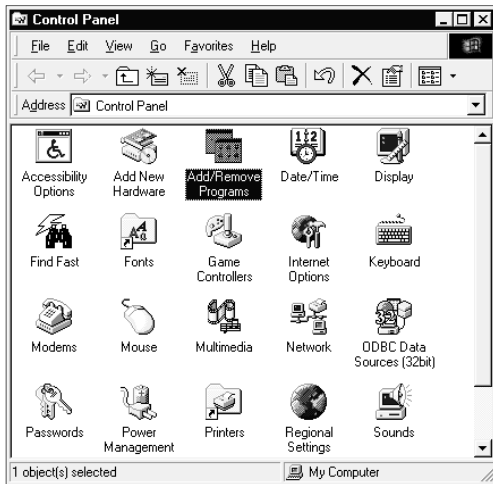 Control Panel
File Edit View Go Favorites Help
Address Control Panel
Accessibility Options
Add New Hardware
Add/Remove Programs
Date/Time
Display
Find Fast
Fonts
Game Controllers
Internet Options
Keyboard
Modems
Mouse
Multimedia
Network
ODBC Data Sources (32bit)
Passwords
Power Management
Printers
Regional Settings
Sounds
1 object(s) selected
My Computer